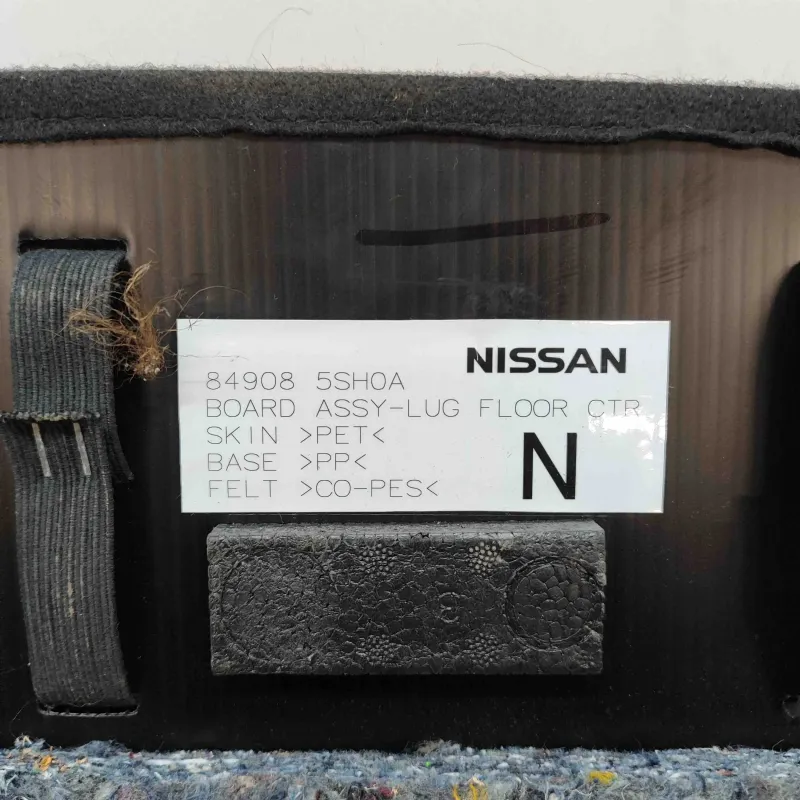 NISSAN
84908 5SH0A
BOARD ASSY-LUG FLOOR CTR
SKIN >PET<
BASE >PP<
FELT >CO-PES<
N